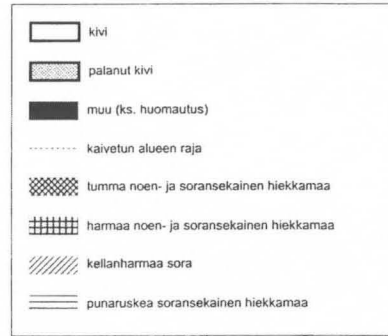 kivi
palanut kivi
muu (ks. huomautus)
kaivetun alueen raja
tumma noen- ja soransekainen hiekkamaa
harmaa noen- ja soransekainen hiekkamaa
kellanharmaa sora
punaruskea soransekainen hiekkamaa